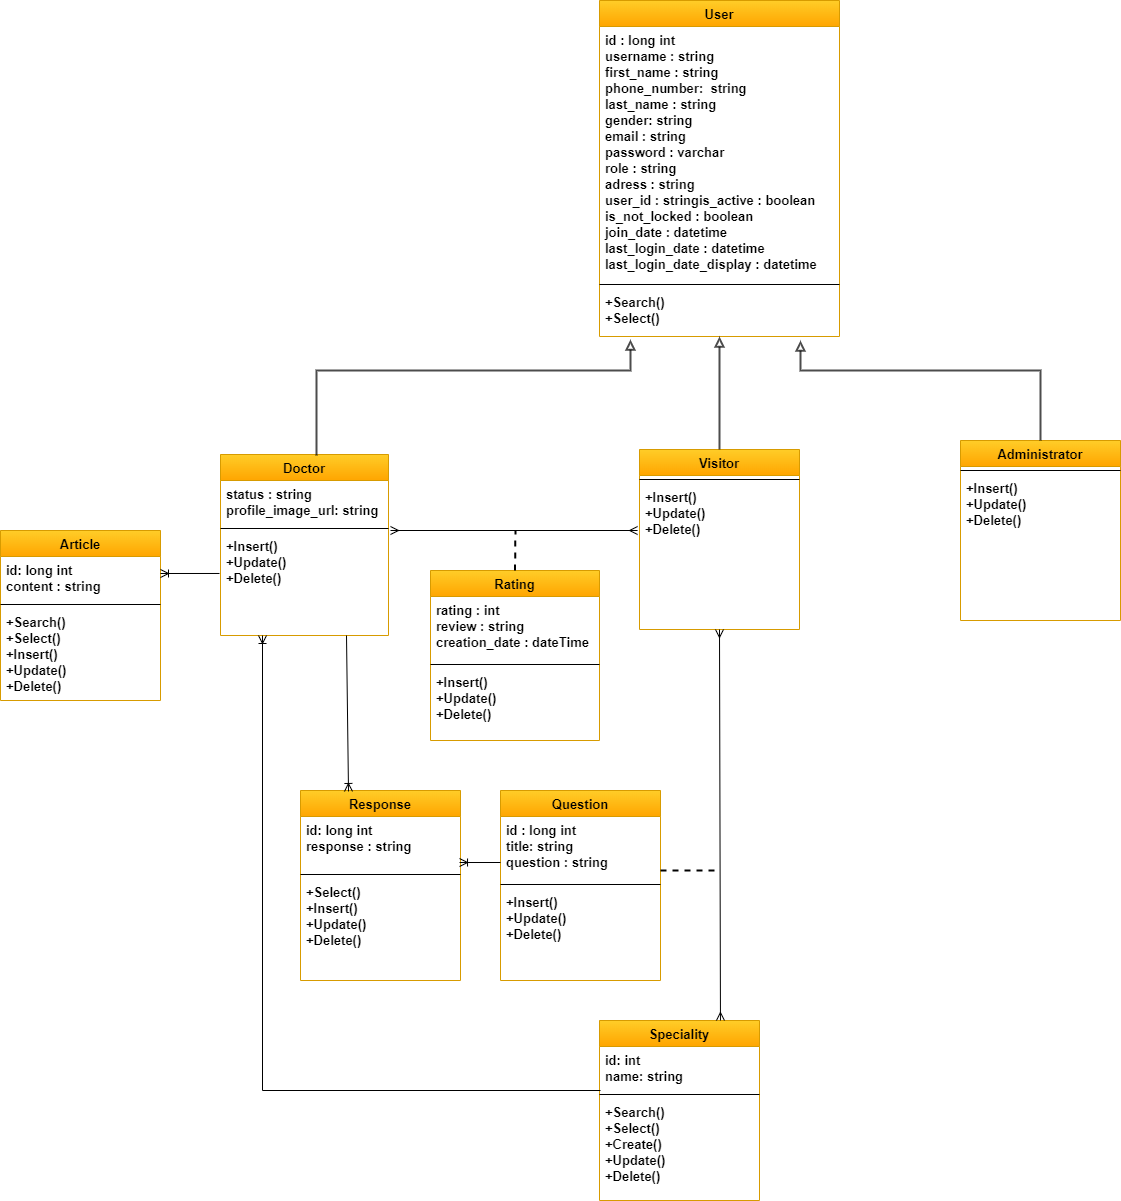 User
id : long int
username : string
first_name : string
phone_number:  string
last_name : string
gender: string
email : string
password : varchar
role : string
adress : string
user_id : stringis_active : boolean
is_not_locked : boolean
join_date : datetime
last_login_date : datetime
last_login_date_display : datetime
+Search()
+Select()
Doctor
status : string
profile_image_url: string
+Insert()
+Update()
+Delete()
Visitor
+Insert()
+Update()
+Delete()
Administrator
+Insert()
+Update()
+Delete()
Article
id: long int
content : string
+Search()
+Select()
+Insert()
+Update()
+Delete()
Rating
rating : int
review : string
creation_date : dateTime
+Insert()
+Update()
+Delete()
Response
id: long int
response : string
+Select()
+Insert()
+Update()
+Delete()
Question
id : long int
title: string
question : string
+Insert()
+Update()
+Delete()
Speciality
id: int
name: string
+Search()
+Select()
+Create()
+Update()
+Delete()